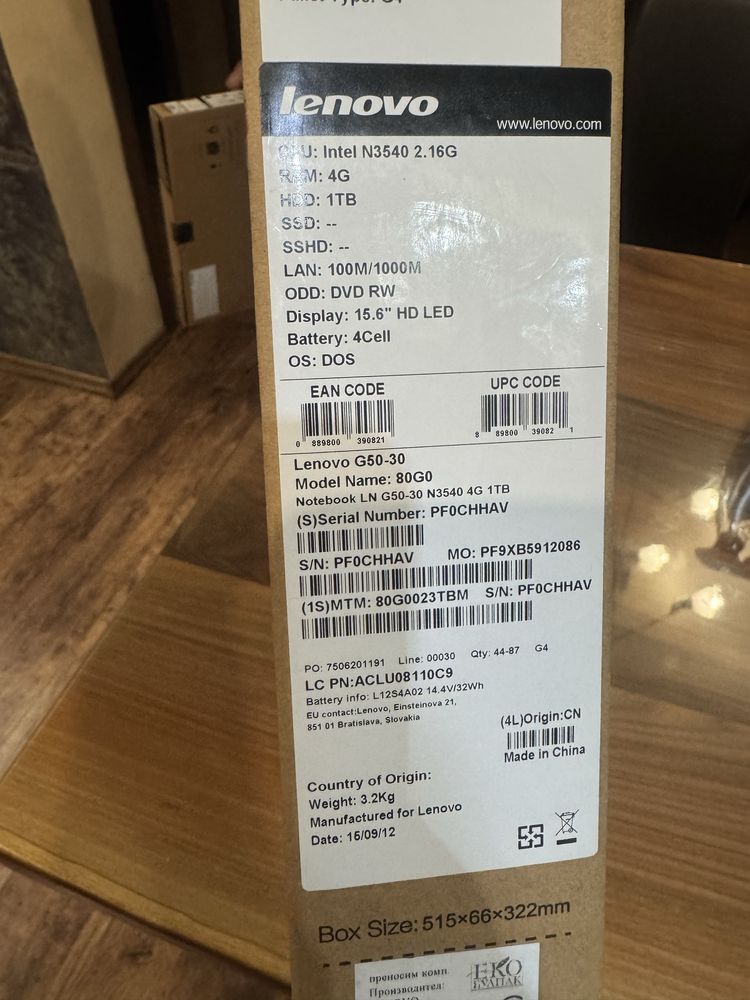 lenovo
www.lenovo.com
CPU: Intel N3540 2.16G
RAM: 4G
HDD: 1TB
SSD: --
SSHD: --
LAN: 100M/1000M
ODD: DVD RW
Display: 15.6" HD LED
Battery: 4Cell
OS: DOS
EAN CODE UPC CODE
0 889800 390821 8 89800 39082 1
Lenovo G50-30
Model Name: 80G0
Notebook LN G50-30 N3540 4G 1TB
(S)Serial Number: PF0CHHAV
S/N: PF0CHHAV MO: PF9XB5912086
(1S)MTM: 80G0023TBM S/N: PF0CHHAV
PO: 7506201191 Line: 00030 Qty: 44-87 G4
LC PN:ACLU08110C9
Battery info: L12S4A02 14.4V/32Wh
EU contact:Lenovo, Einsteinova 21,
851 01 Bratislava, Slovakia
(4L)Origin:CN
Made in China
Country of Origin:
Weight: 3.2Kg
Manufactured for Lenovo
Date: 15/09/12
Box Size: 515×66×322mm
преносим комп
Производител:
ЕКО
БУЛПАК